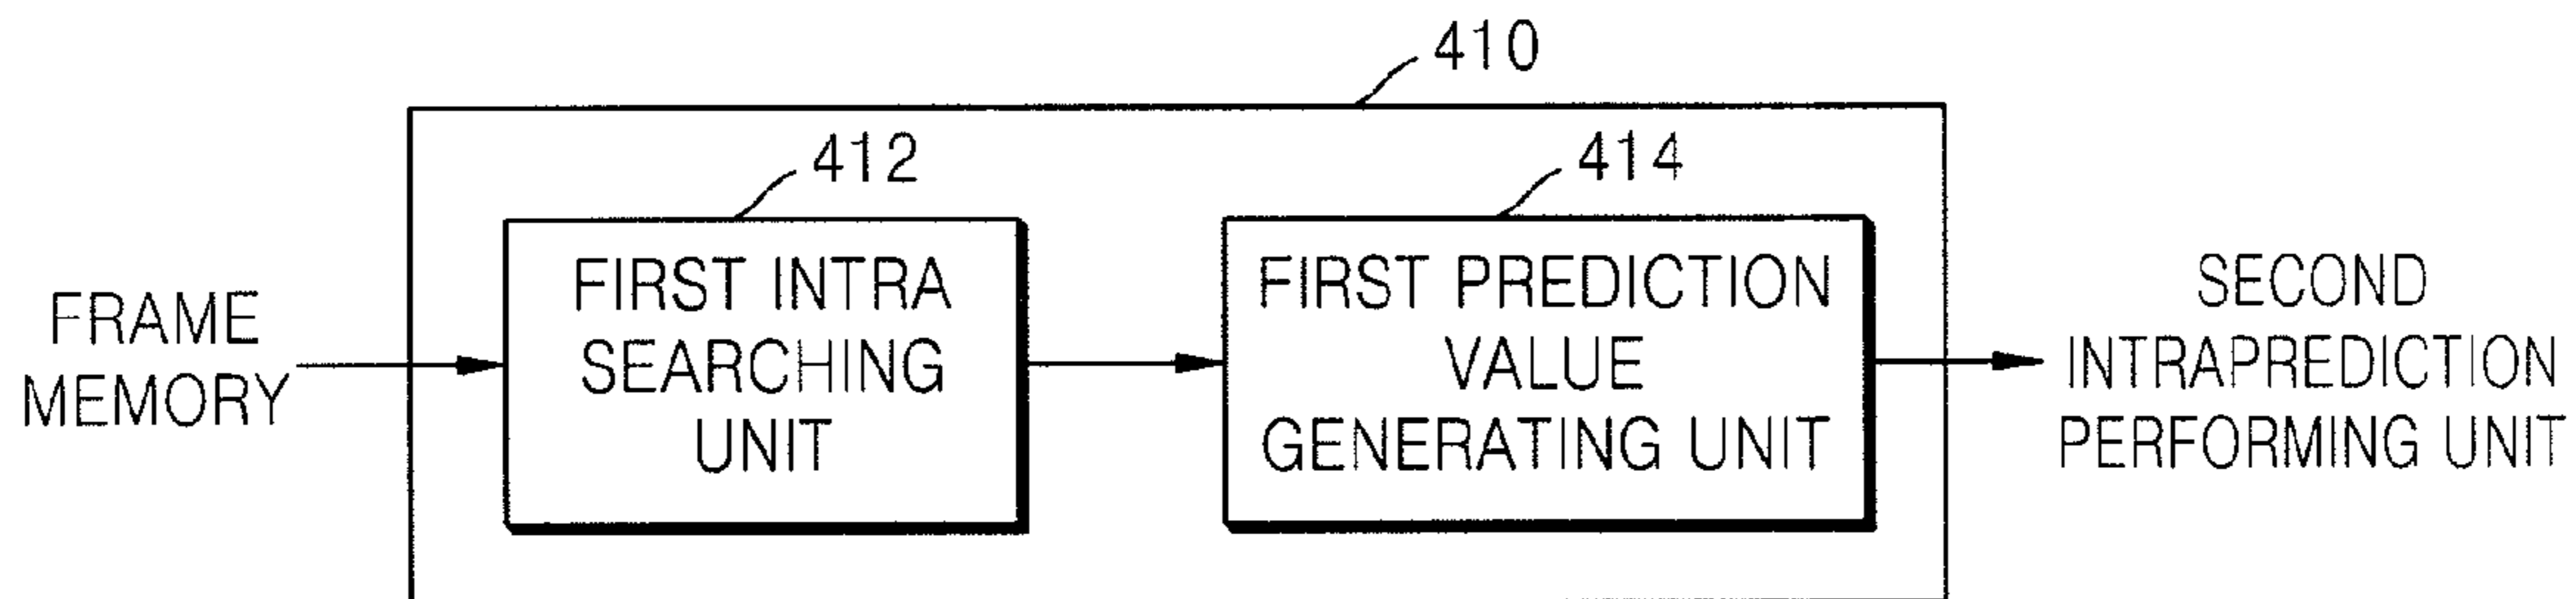 410
412
414
FRAME
MEMORY
FIRST INTRA
SEARCHING
UNIT
FIRST PREDICTION
VALUE
GENERATING UNIT
SECOND
INTRAPREDICTION
PERFORMING UNIT